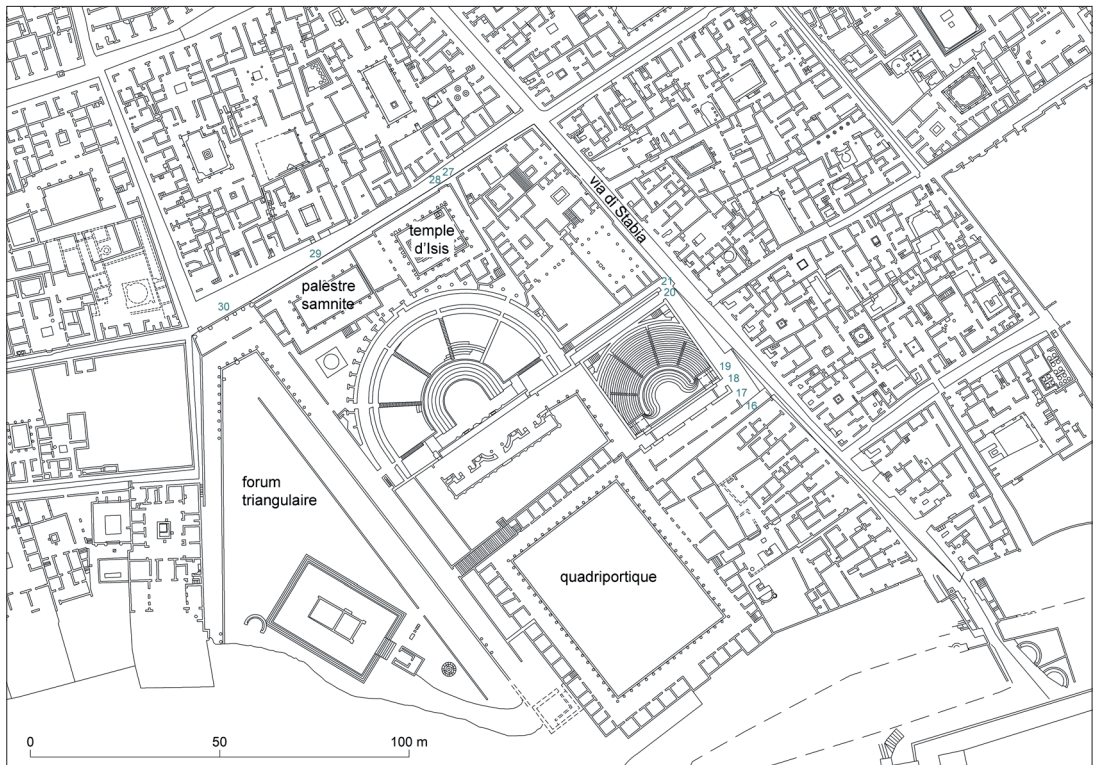 27
28
via di Stabia
temple
d'Isis
29
palestre
samnite
21
20
30
19
18
17
16
forum
triangulaire
quadriportique
0
50
100 m